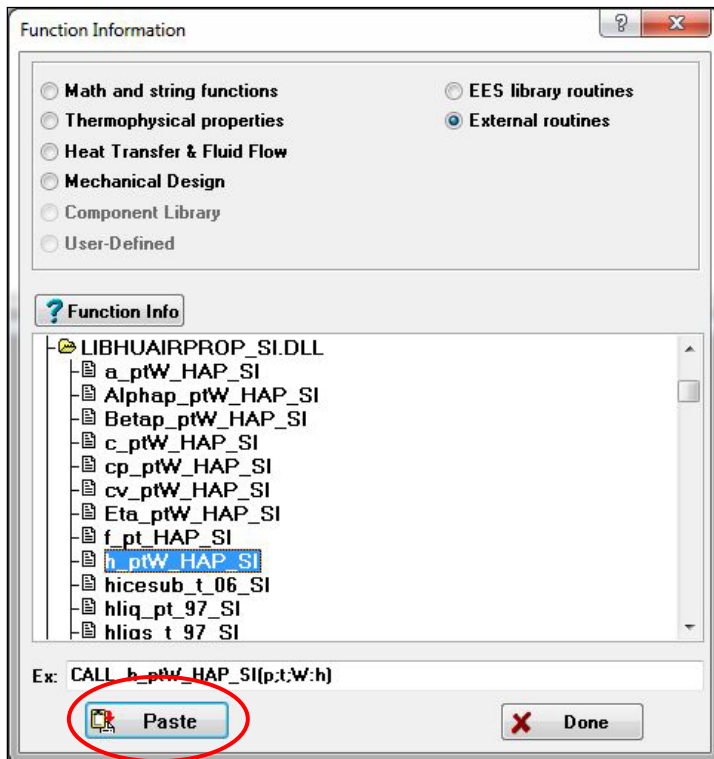 Function Information
Math and string functions
EES library routines
Thermophysical properties
External routines
Heat Transfer & Fluid Flow
Mechanical Design
Component Library
User-Defined
? Function Info
LIBHUAIRPROP_SI.DLL
a_ptW_HAP_SI
Alphap_ptW_HAP_SI
Betap_ptW_HAP_SI
c_ptW_HAP_SI
cp_ptW_HAP_SI
cv_ptW_HAP_SI
Eta_ptW_HAP_SI
f_pt_HAP_SI
h_ptW_HAP_SI
hicesub_t_06_SI
hliq_pt_97_SI
hliqs_t_97_SI
Ex: CALL h_ptW_HAP_SI(p;t;W:h)
Paste
Done